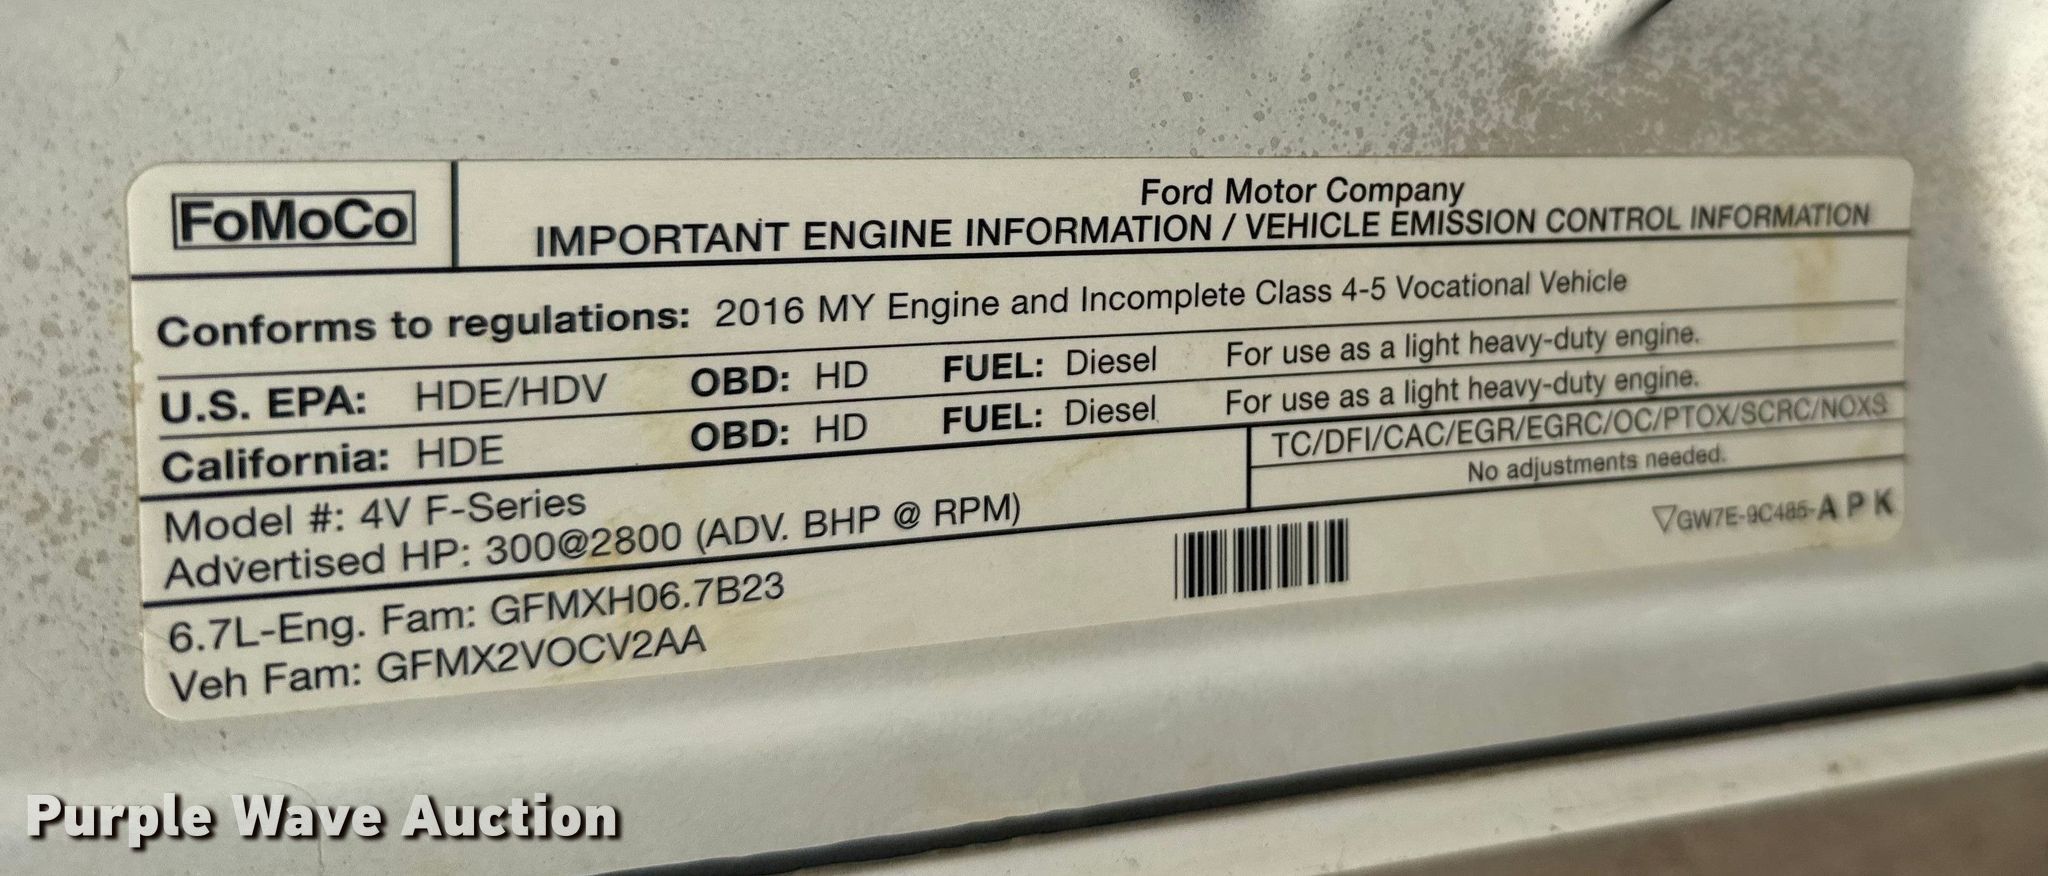 FoMoCo
Ford Motor Company
IMPORTANT ENGINE INFORMATION / VEHICLE EMISSION CONTROL INFORMATION
Conforms to regulations: 2016 MY Engine and Incomplete Class 4-5 Vocational Vehicle
U.S. EPA: HDE/HDV OBD: HD FUEL: Diesel For use as a light heavy-duty engine.
California: HDE OBD: HD FUEL: Diesel For use as a light heavy-duty engine.
TC/DFI/CAC/EGR/EGRC/OC/PTOX/SCRC/NOXS
No adjustments needed.
Model #: 4V F-Series
Advertised HP: 300@2800 (ADV. BHP @ RPM)
GW7E-9C485-A P K
6.7L-Eng. Fam: GFMXH06.7B23
Veh Fam: GFMX2VOCV2AA
Purple Wave Auction